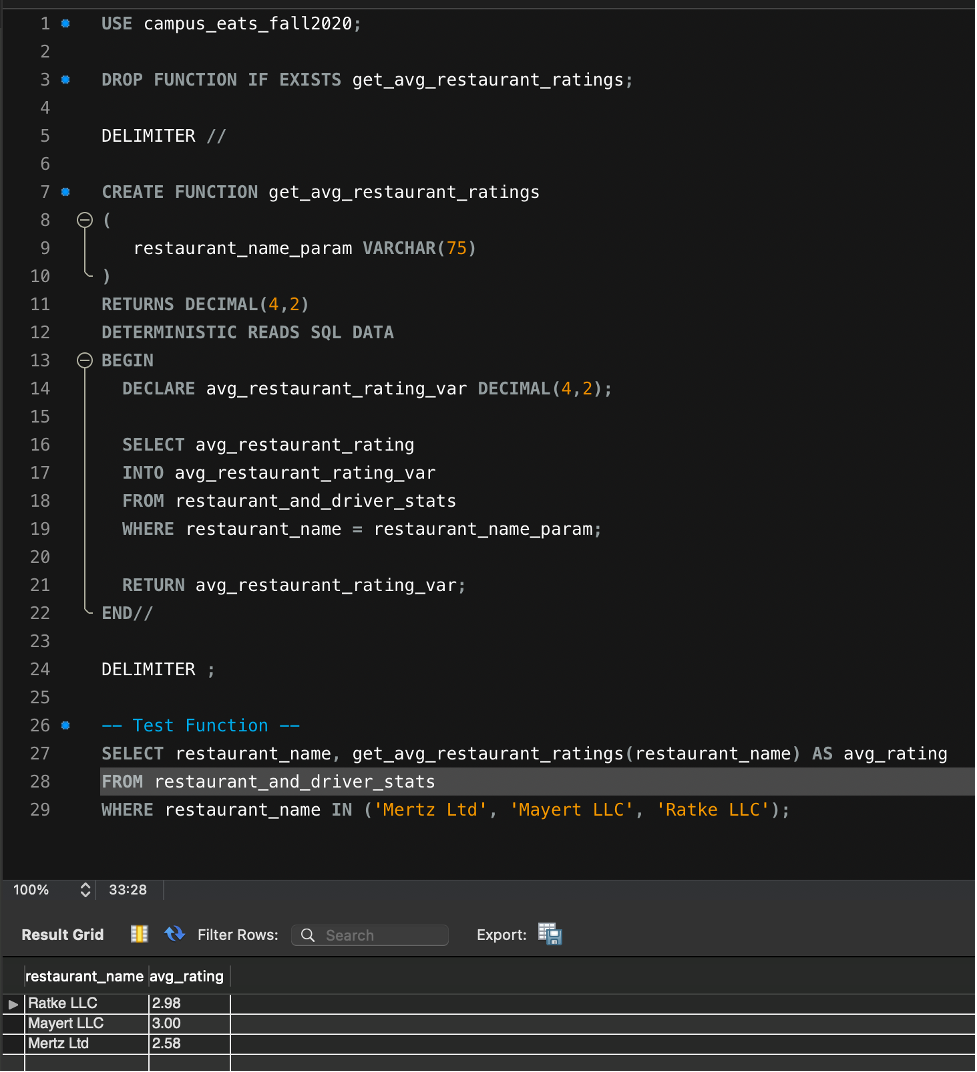 1 USE campus_eats_fall2020;
2
3 DROP FUNCTION IF EXISTS get_avg_restaurant_ratings;
4
5 DELIMITER //
6
7 CREATE FUNCTION get_avg_restaurant_ratings
8 (
9 restaurant_name_param VARCHAR(75)
10 )
11 RETURNS DECIMAL(4,2)
12 DETERMINISTIC READS SQL DATA
13 BEGIN
14 DECLARE avg_restaurant_rating_var DECIMAL(4,2);
15
16 SELECT avg_restaurant_rating
17 INTO avg_restaurant_rating_var
18 FROM restaurant_and_driver_stats
19 WHERE restaurant_name = restaurant_name_param;
20
21 RETURN avg_restaurant_rating_var;
22 END//
23
24 DELIMITER ;
25
26 -- Test Function --
27 SELECT restaurant_name, get_avg_restaurant_ratings(restaurant_name) AS avg_rating
28 FROM restaurant_and_driver_stats
29 WHERE restaurant_name IN ('Mertz Ltd', 'Mayert LLC', 'Ratke LLC');
100% 33:28
Result Grid Filter Rows: Search Export:
restaurant_name avg_rating
Ratke LLC 2.98
Mayert LLC 3.00
Mertz Ltd 2.58